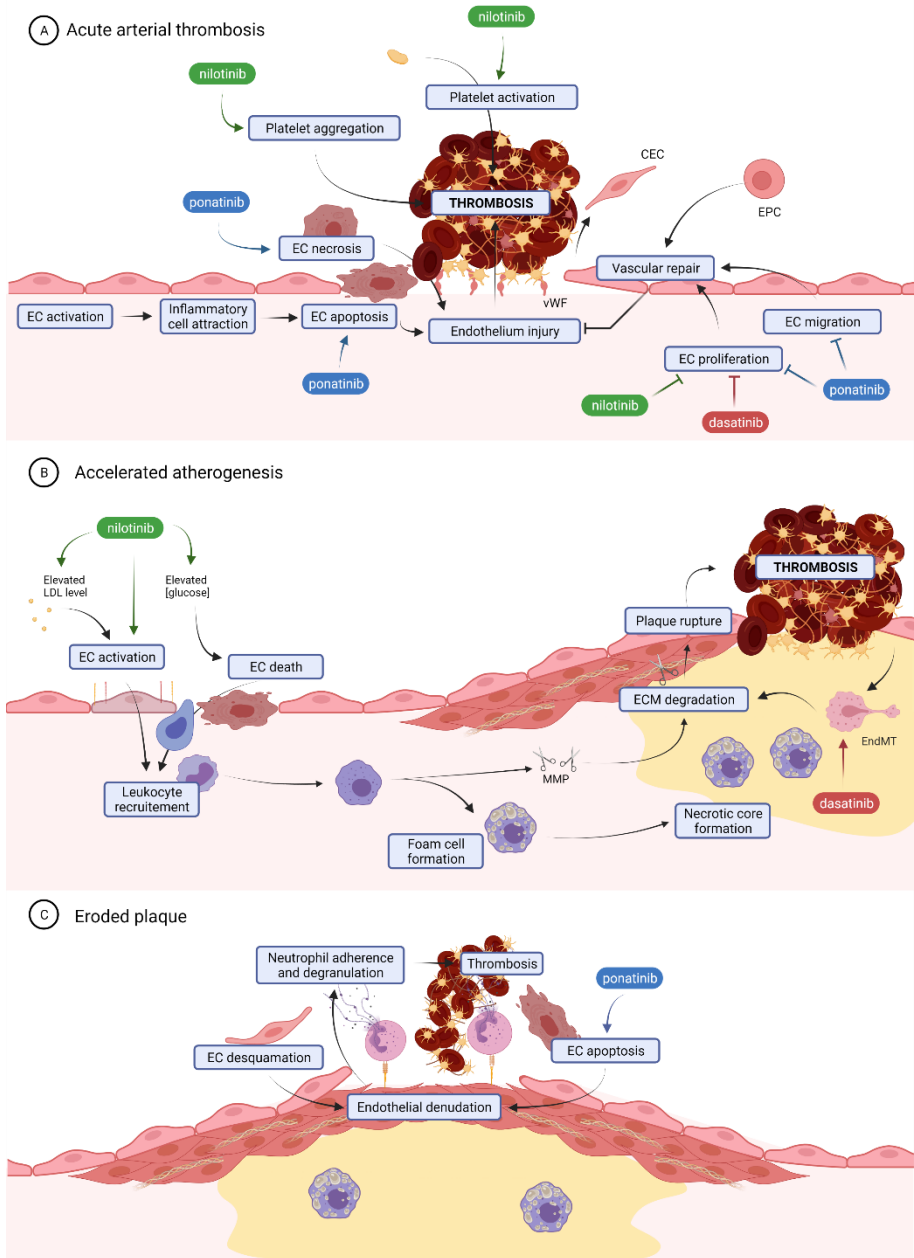 A
Acute arterial thrombosis
nilotinib
nilotinib
Platelet activation
Platelet aggregation
CEC
EPC
THROMBOSIS
ponatinib
EC necrosis
Vascular repair
vWF
EC activation
Inflammatory
cell attraction
EC apoptosis
Endothelium injury
EC migration
EC proliferation
ponatinib
ponatinib
nilotinib
dasatinib
B
Accelerated atherogenesis
nilotinib
Elevated
LDL level
Elevated
[glucose]
THROMBOSIS
Plaque rupture
EC activation
EC death
ECM degradation
EndMT
MMP
Leukocyte
recruitement
dasatinib
Necrotic core
formation
Foam cell
formation
C
Eroded plaque
Neutrophil adherence
and degranulation
Thrombosis
ponatinib
EC desquamation
EC apoptosis
Endothelial denudation